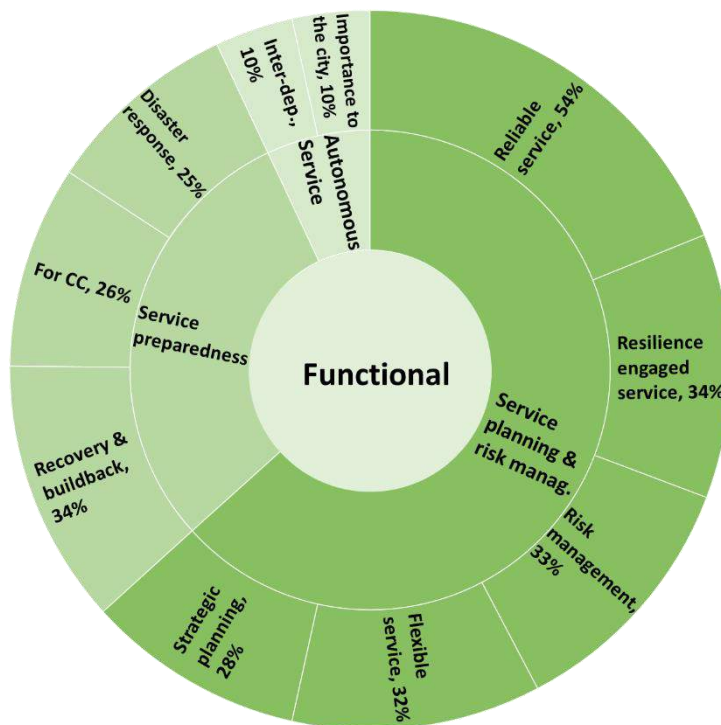 Functional
Service
planning &
risk manag.
Reliable
service, 54%
Resilience
engaged
service, 34%
Risk
management,
33%
Flexible
service, 32%
Strategic
planning,
28%
Service
preparedness
Recovery &
buildback,
34%
For CC, 26%
Disaster
response, 25%
Autonomous
Service
Inter-dep.,
10%
Importance to
the city, 10%